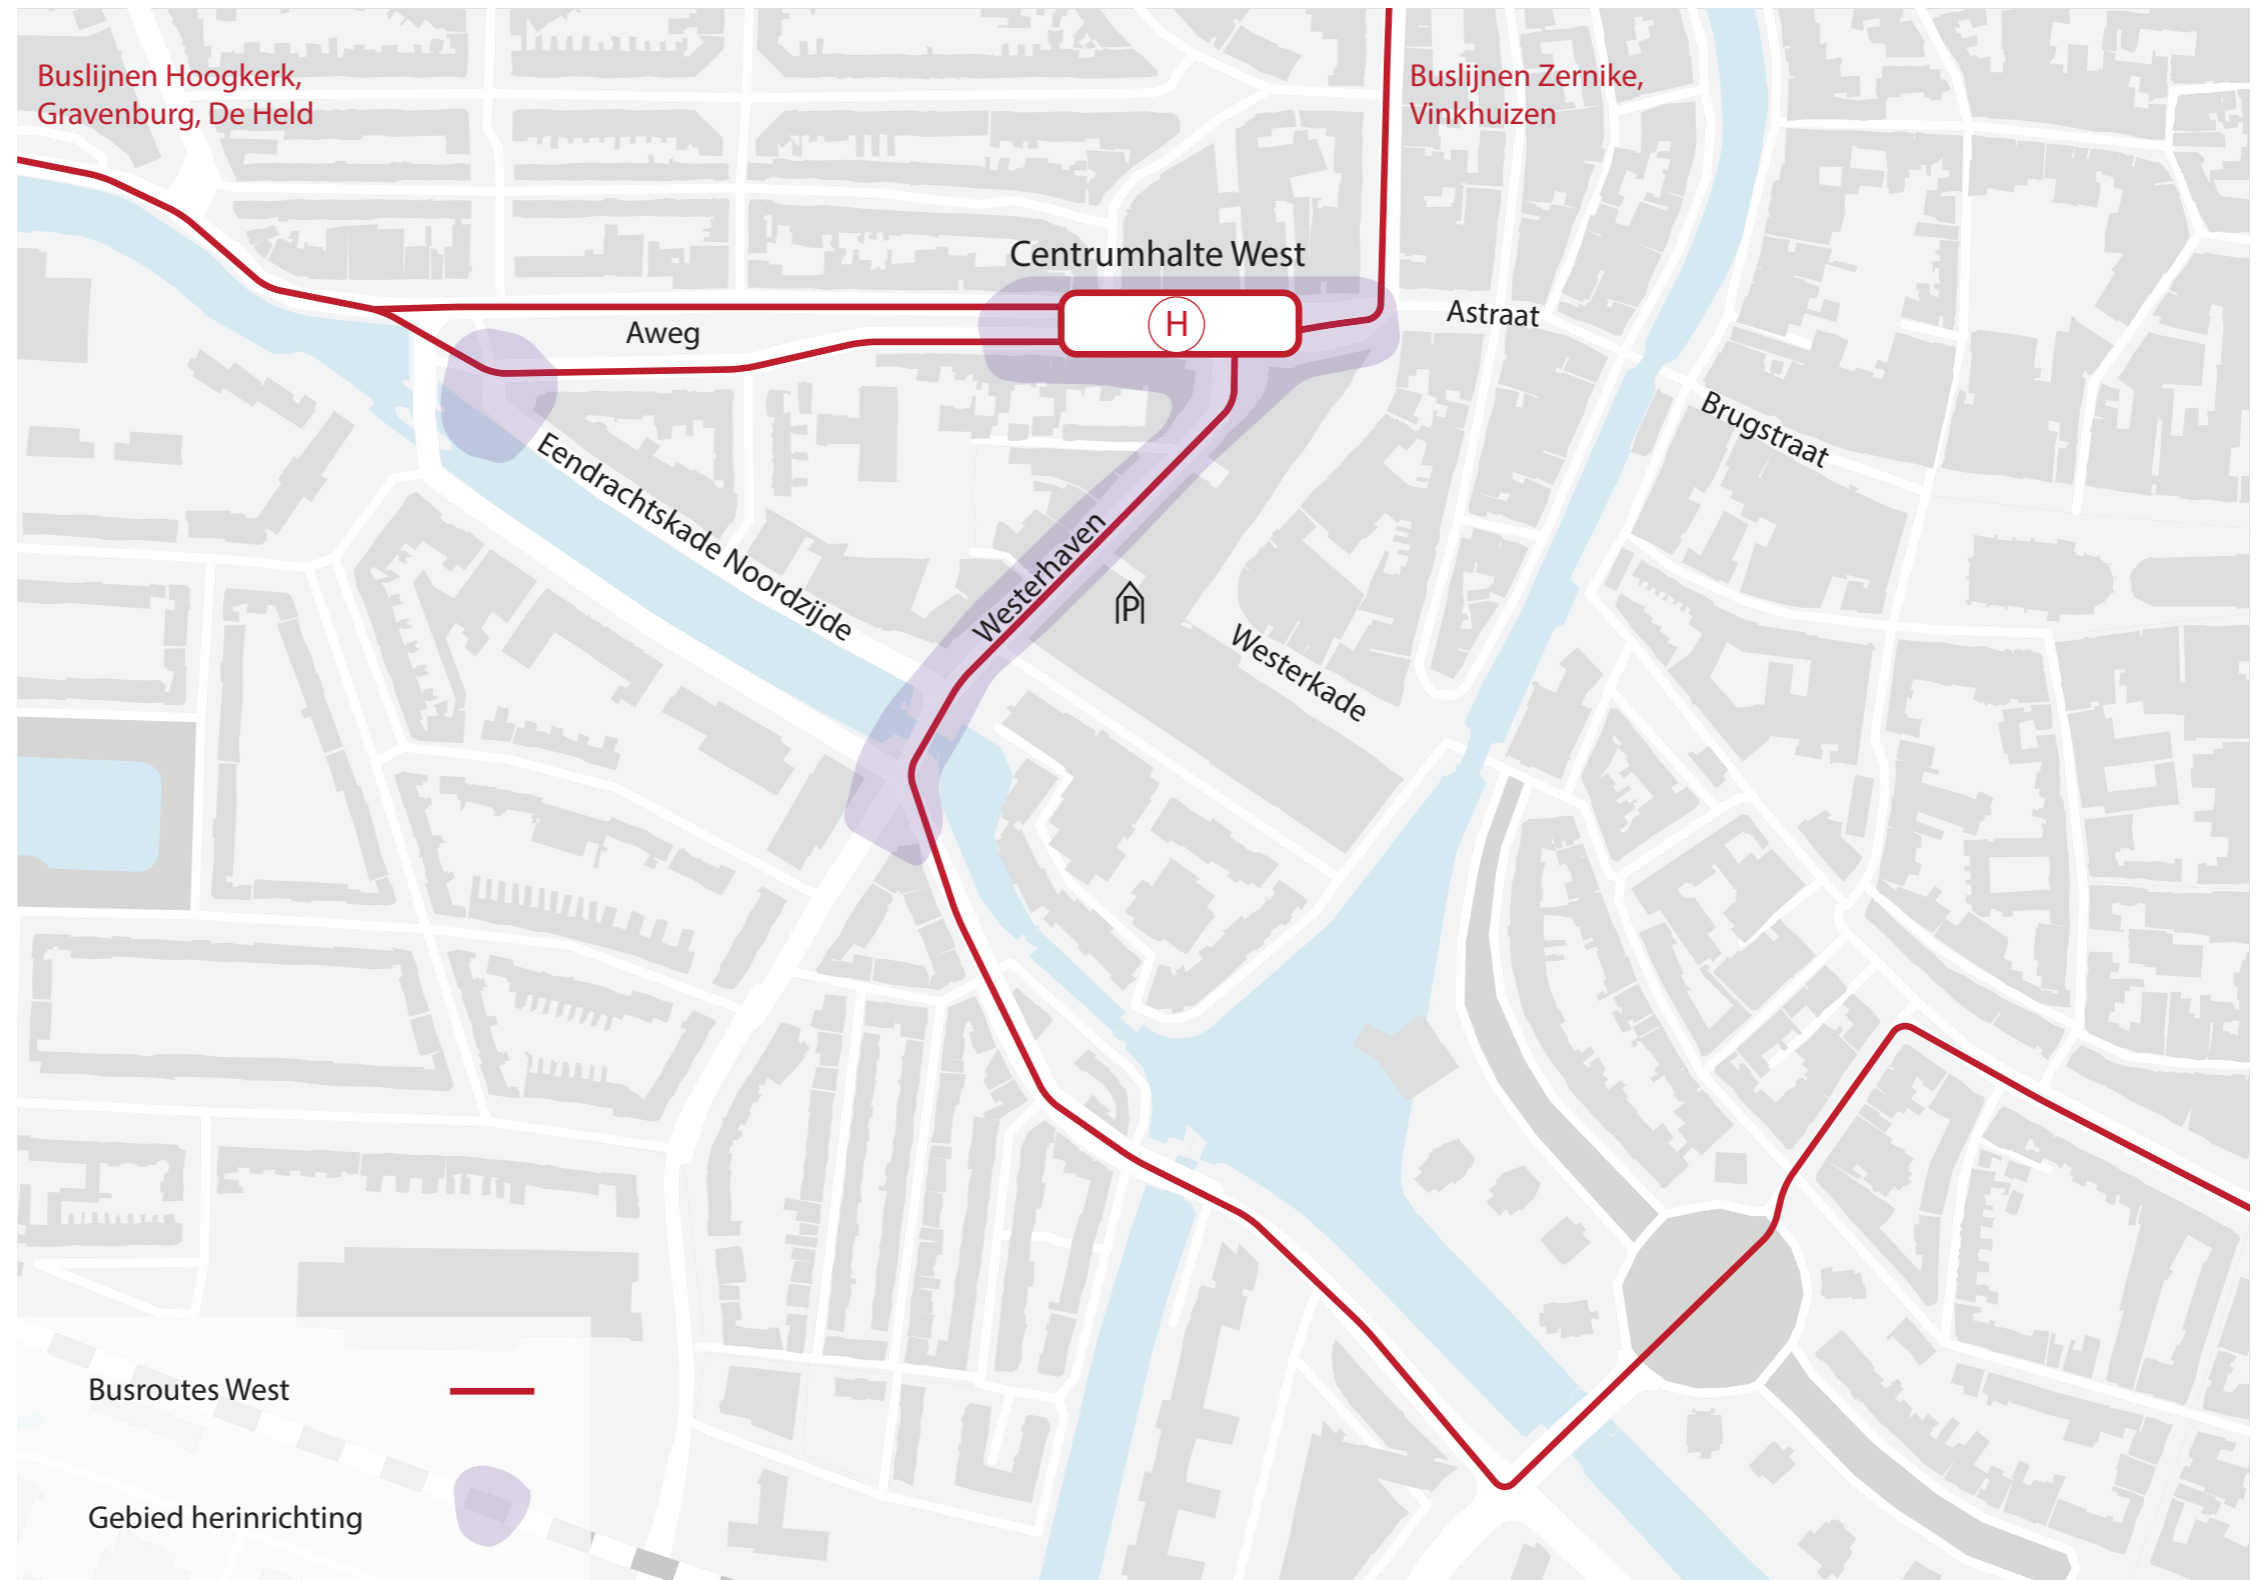 Buslijnen Hoogkerk,
Gravenburg, De Held
Buslijnen Zernike,
Vinkhuizen
Centrumhalte West
H
Aweg
Astraat
Brugstraat
Eendrachtskade Noordzijde
Westerhaven
P
Westerkade
Busroutes West
Gebied herinrichting